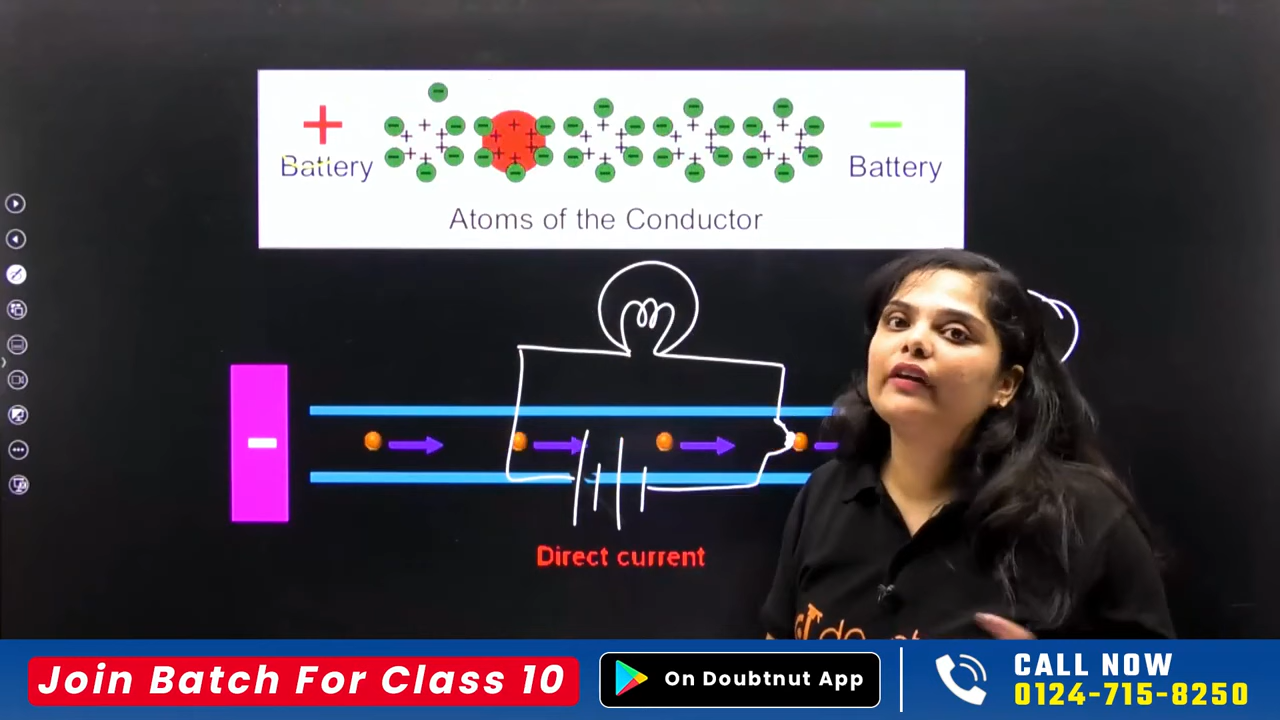 + −
Battery Battery
Atoms of the Conductor
−
Direct current
Join Batch For Class 10
On Doubtnut App
CALL NOW
0124-715-8250